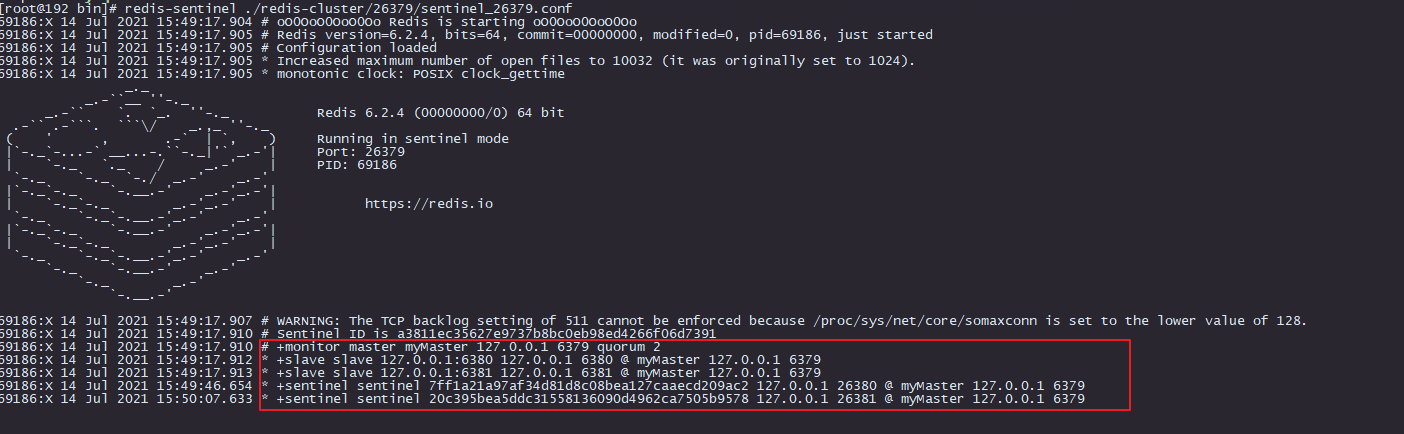 [root@192 bin]# redis-sentinel ./redis-cluster/26379/sentinel_26379.conf
69186:X 14 Jul 2021 15:49:17.904 # oO0OoO0OoO0Oo Redis is starting oO0OoO0OoO0Oo
69186:X 14 Jul 2021 15:49:17.905 # Redis version=6.2.4, bits=64, commit=00000000, modified=0, pid=69186, just started
69186:X 14 Jul 2021 15:49:17.905 # Configuration loaded
69186:X 14 Jul 2021 15:49:17.905 * Increased maximum number of open files to 10032 (it was originally set to 1024).
69186:X 14 Jul 2021 15:49:17.905 * monotonic clock: POSIX clock_gettime
Redis 6.2.4 (00000000/0) 64 bit
Running in sentinel mode
Port: 26379
PID: 69186
https://redis.io
69186:X 14 Jul 2021 15:49:17.907 # WARNING: The TCP backlog setting of 511 cannot be enforced because /proc/sys/net/core/somaxconn is set to the lower value of 128.
69186:X 14 Jul 2021 15:49:17.910 # Sentinel ID is a3811ec35627e9737b8bc0eb98ed4266f06d7391
69186:X 14 Jul 2021 15:49:17.910 # +monitor master myMaster 127.0.0.1 6379 quorum 2
69186:X 14 Jul 2021 15:49:17.912 * +slave slave 127.0.0.1:6380 127.0.0.1 6380 @ myMaster 127.0.0.1 6379
69186:X 14 Jul 2021 15:49:17.913 * +slave slave 127.0.0.1:6381 127.0.0.1 6381 @ myMaster 127.0.0.1 6379
69186:X 14 Jul 2021 15:49:46.654 * +sentinel sentinel 7ff1a21a97af34d81d8c08bea127caaecd209ac2 127.0.0.1 26380 @ myMaster 127.0.0.1 6379
69186:X 14 Jul 2021 15:50:07.633 * +sentinel sentinel 20c395bea5ddc31558136090d4962ca7505b9578 127.0.0.1 26381 @ myMaster 127.0.0.1 6379